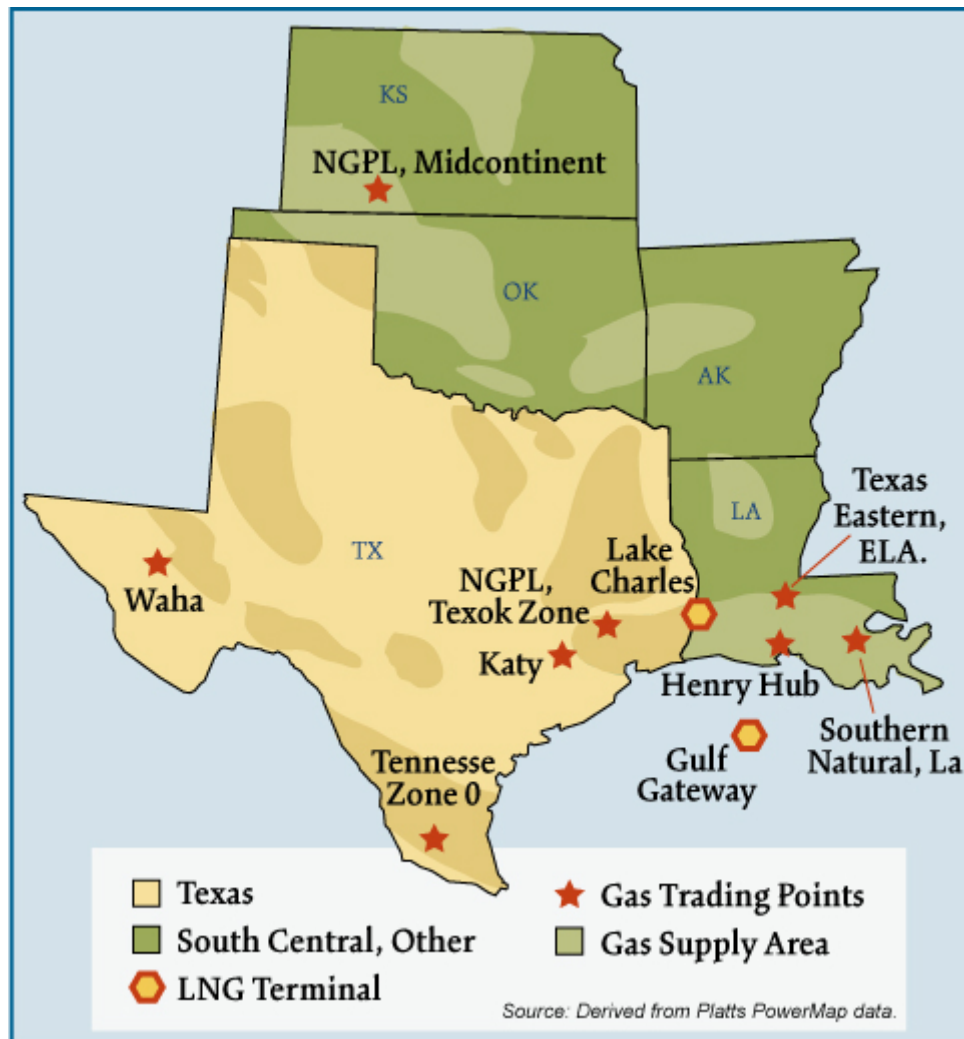 KS
NGPL, Midcontinent
OK
AK
LA
Texas
Eastern,
ELA.
TX
Lake
Charles
NGPL,
Texok Zone
Waha
Katy
Henry Hub
Southern
Natural, La
Gulf
Gateway
Tennesse
Zone 0
Texas
Gas Trading Points
South Central, Other
Gas Supply Area
LNG Terminal
Source: Derived from Platts PowerMap data.